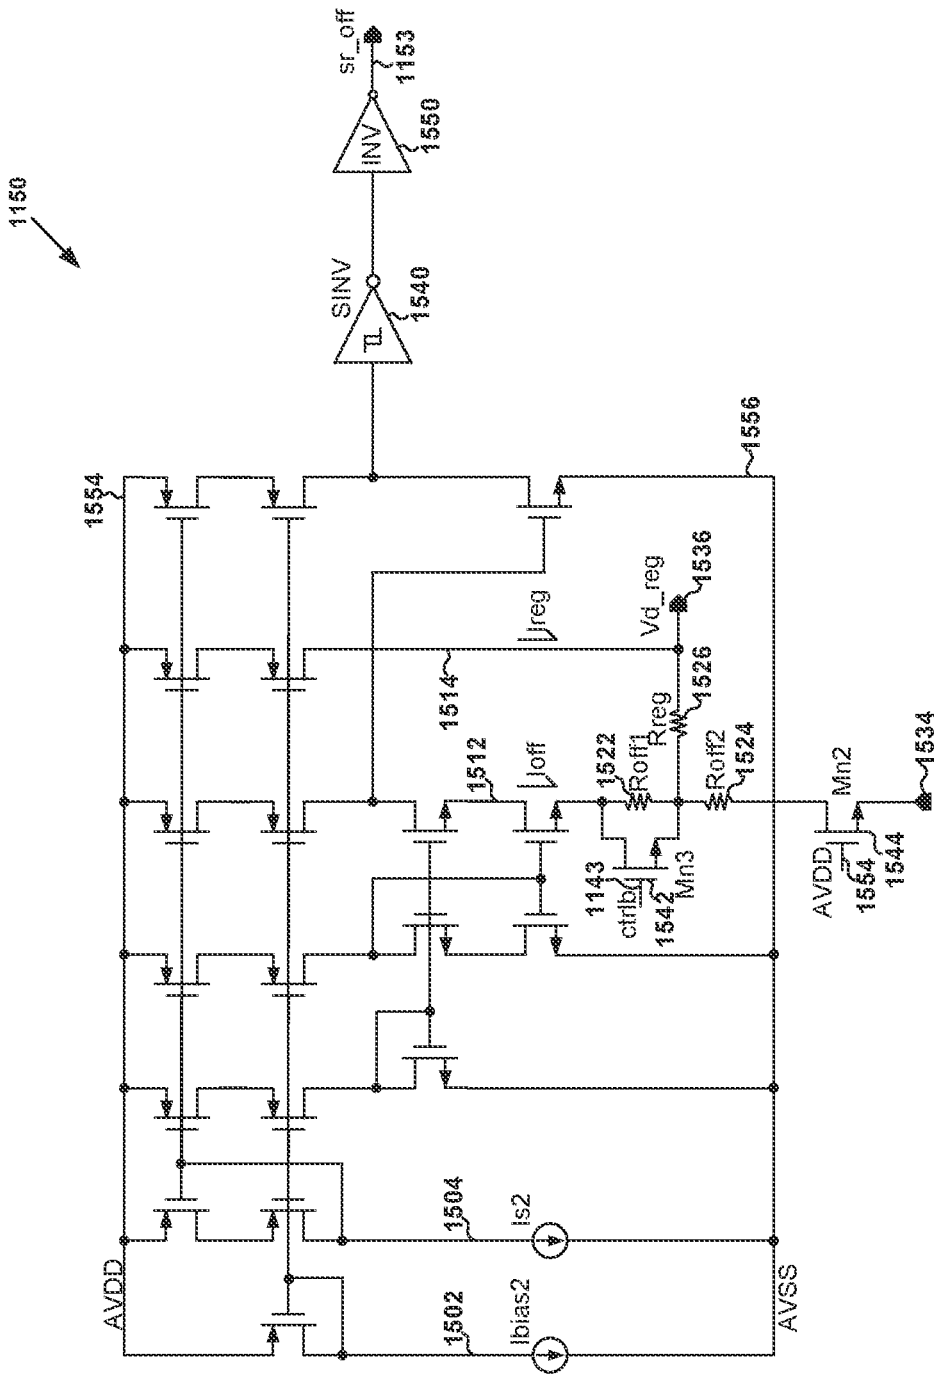 1150
sr_off
1153
INV
1550
SINV
1540
1554
1556
Ireg
Vd_reg
1536
1514
1526
Rreg
1512
Ioff
1522
Roff1
Roff2
1524
1143
ctrlb
1542
Mn3
Mn2
AVDD
1554
1544
1534
1504
Is2
AVDD
1502
Ibias2
AVSS